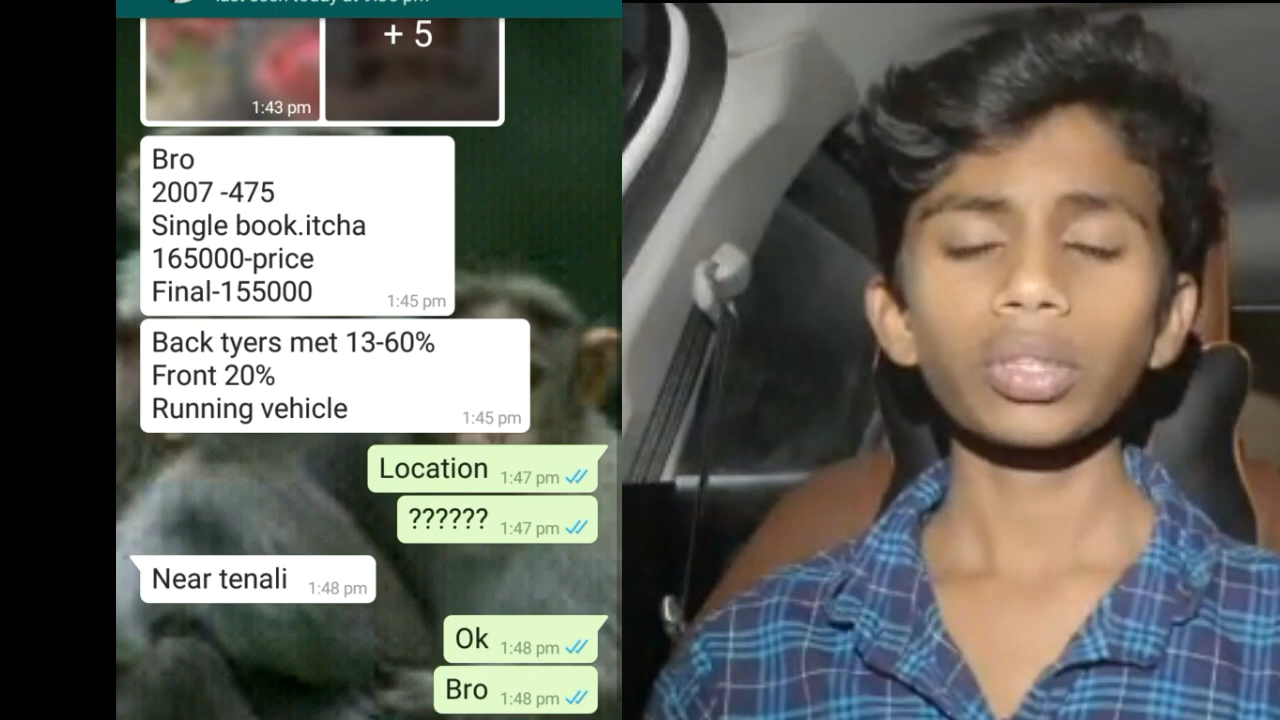 + 5
1:43 pm
Bro
2007 -475
Single book.itcha
165000-price
Final-155000
1:45 pm
Back tyers met 13-60%
Front 20%
Running vehicle
1:45 pm
Location 1:47 pm
?????? 1:47 pm
Near tenali 1:48 pm
Ok 1:48 pm
Bro 1:48 pm